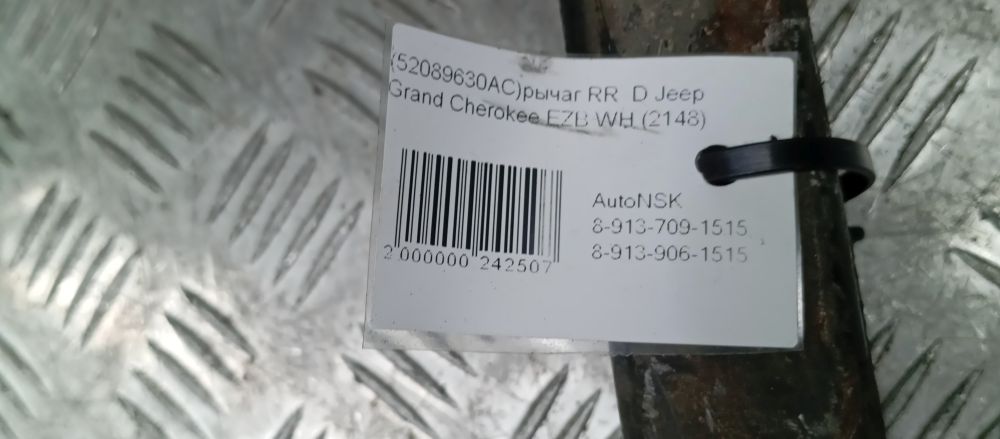 (52089630AC)рычаг RR D Jeep
Grand Cherokee EZB WH (2148)
AutoNSK
8-913-709-1515
8-913-906-1515
2 000000 242507